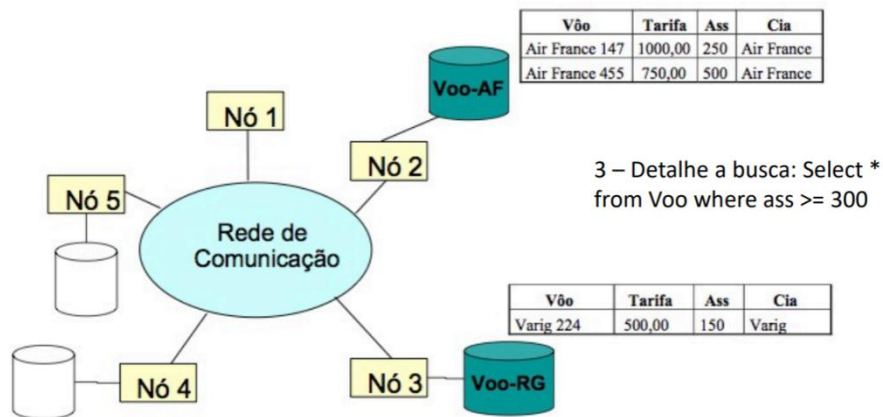 Vôo Tarifa Ass Cia
Air France 147 1000,00 250 Air France
Air France 455 750,00 500 Air France
Voo-AF
Nó 1
Nó 2
3 – Detalhe a busca: Select *
from Voo where ass >= 300
Nó 5
Rede de
Comunicação
Vôo Tarifa Ass Cia
Varig 224 500,00 150 Varig
Nó 4
Nó 3
Voo-RG